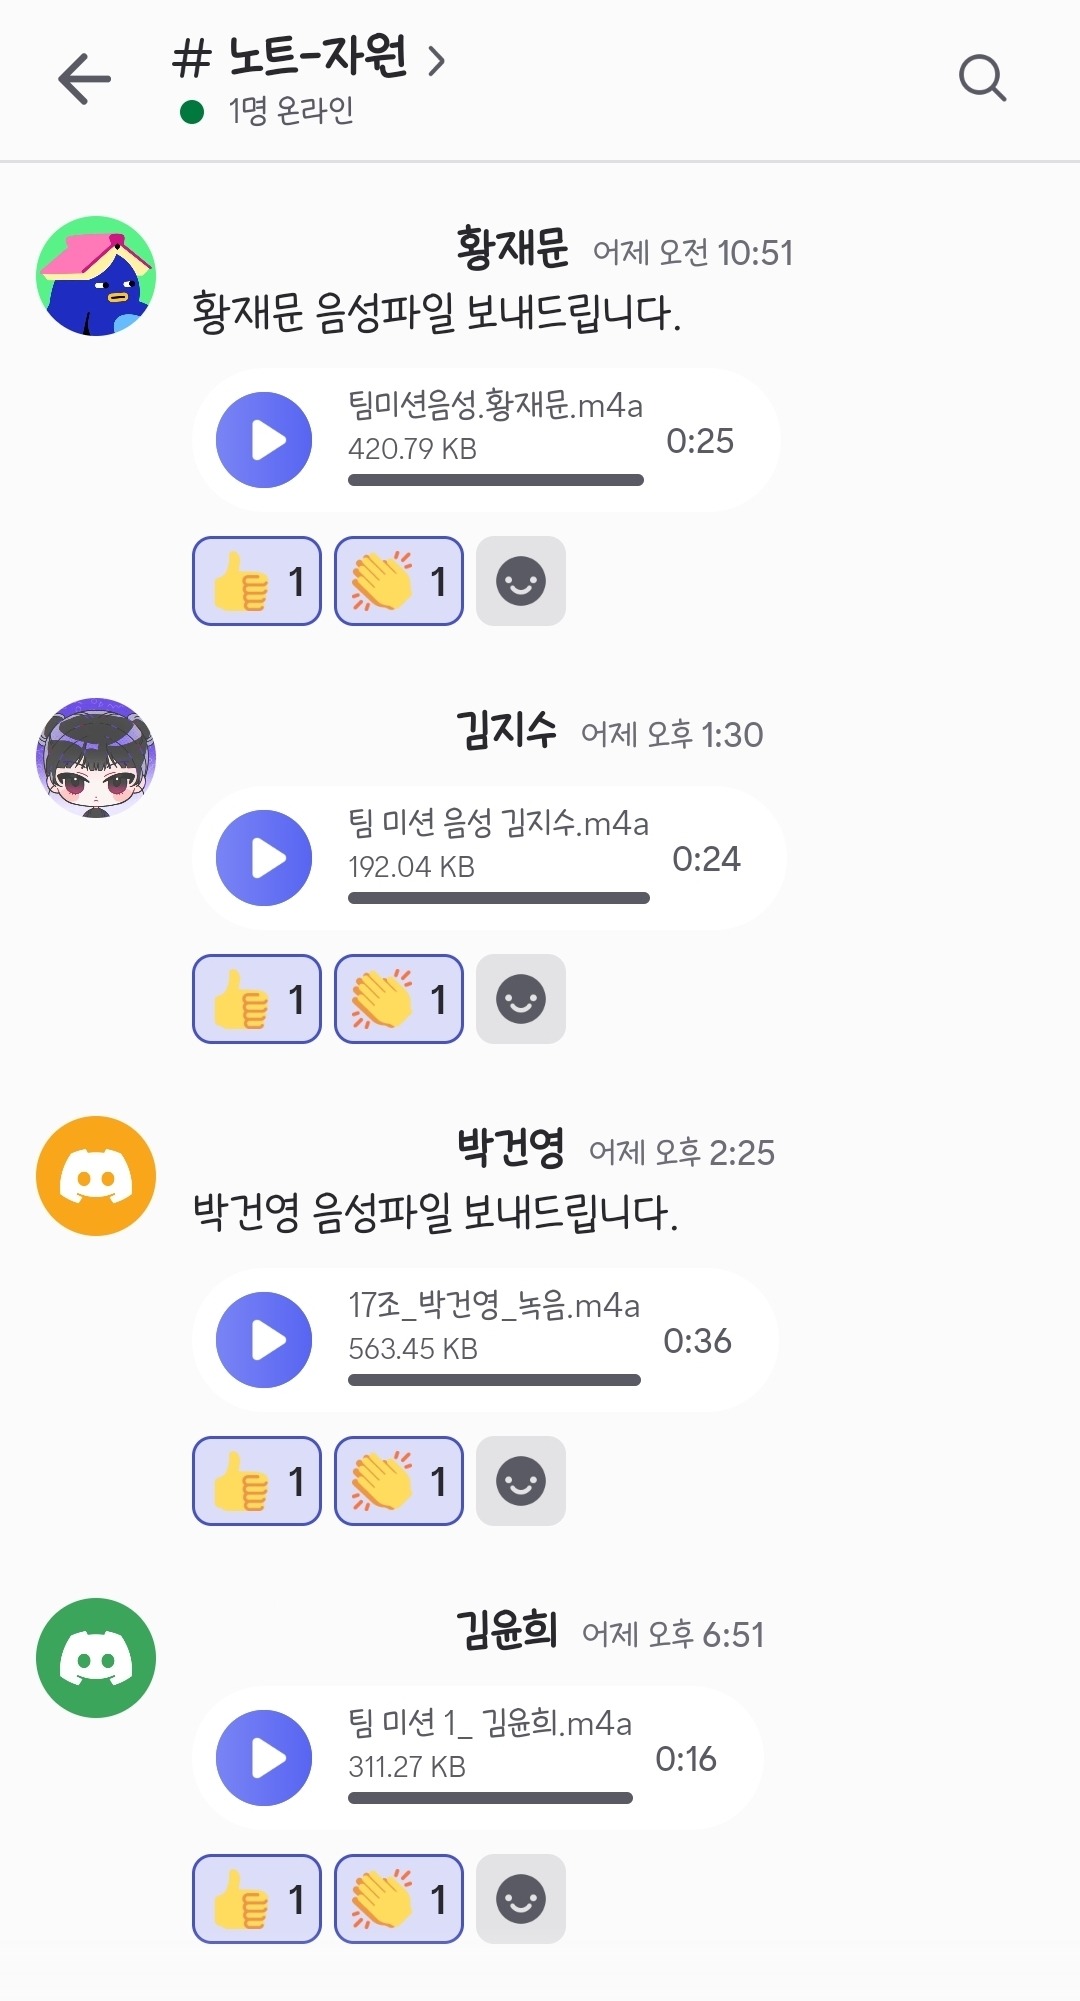 # 노트-자원
1명 온라인
황재문 어제 오전 10:51
황재문 음성파일 보내드립니다.
팀미션음성.황재문.m4a
420.79 KB
0:25
1 1
김지수 어제 오후 1:30
팀 미션 음성 김지수.m4a
192.04 KB
0:24
1 1
박건영 어제 오후 2:25
박건영 음성파일 보내드립니다.
17조_박건영_녹음.m4a
563.45 KB
0:36
1 1
김윤희 어제 오후 6:51
팀 미션 1_ 김윤희.m4a
311.27 KB
0:16
1 1